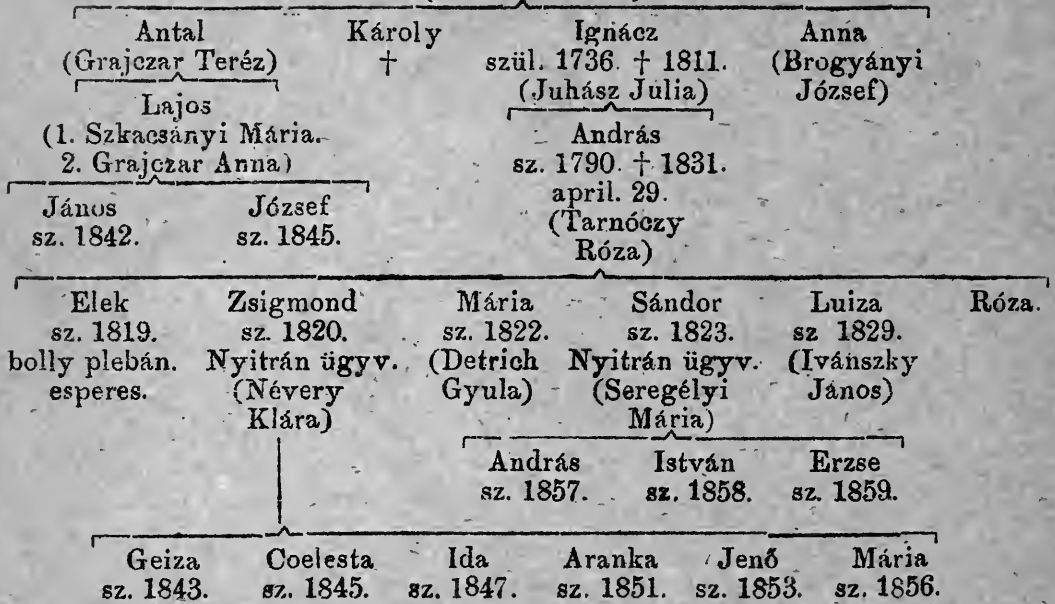 Antal Károly Ignácz Anna
(Grajczar Teréz) † szül. 1736. † 1811. (Brogyányi
(Juhász Julia) József)
Lajos
(1. Szkacsányi Mária. András
2. Grajczar Anna) sz. 1790. † 1831.
april. 29.
János József (Tarnóczy
sz. 1842. sz. 1845. Róza)
Elek Zsigmond Mária Sándor Luiza Róza.
sz. 1819. sz. 1820. sz. 1822. sz. 1823. sz 1829.
bolly plebán. Nyitrán ügyv. (Detrich Nyitrán ügyv. (Ivánszky
esperes. (Névery Gyula) (Seregélyi János)
Klára) Mária)
András István Erzse
sz. 1857. sz. 1858. sz. 1859.
Geiza Coelesta Ida Aranka Jenő Mária
sz. 1843. sz. 1845. sz. 1847. sz. 1851. sz. 1853. sz. 1856.